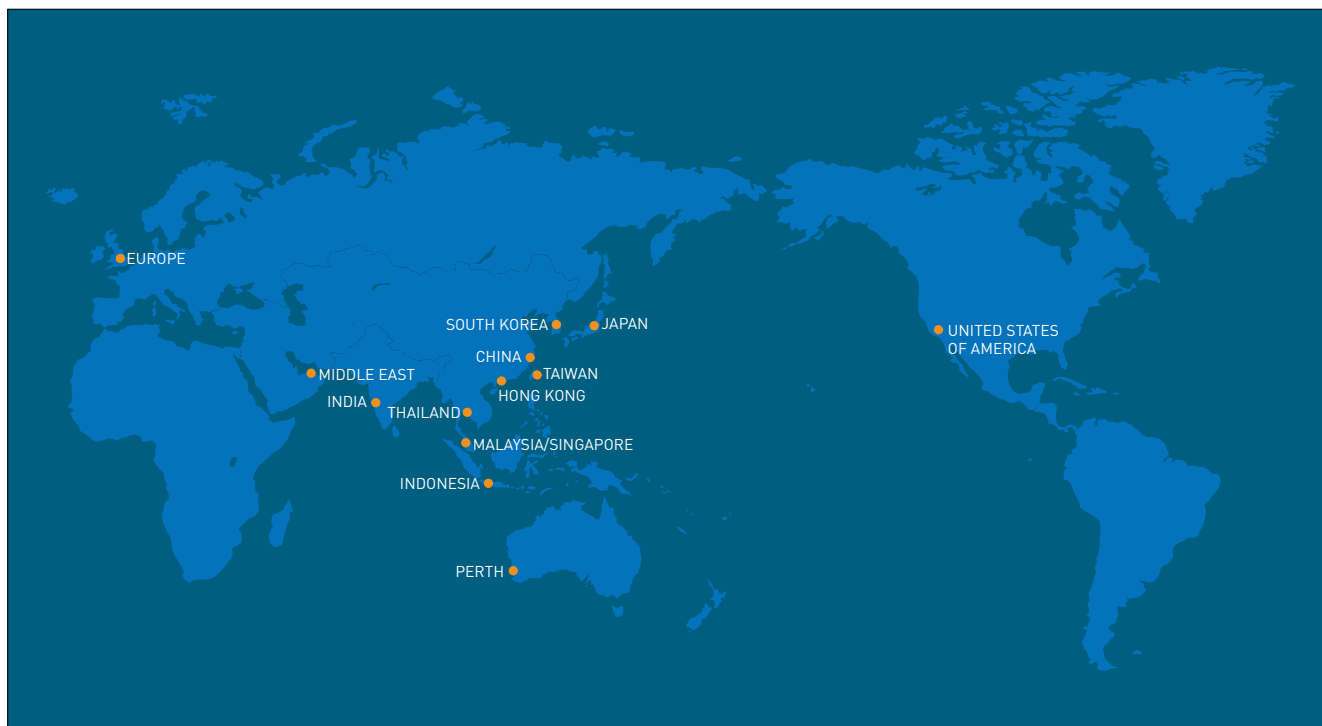 EUROPE
SOUTH KOREA
JAPAN
UNITED STATES
OF AMERICA
CHINA
MIDDLE EAST
TAIWAN
HONG KONG
INDIA
THAILAND
MALAYSIA/SINGAPORE
INDONESIA
PERTH